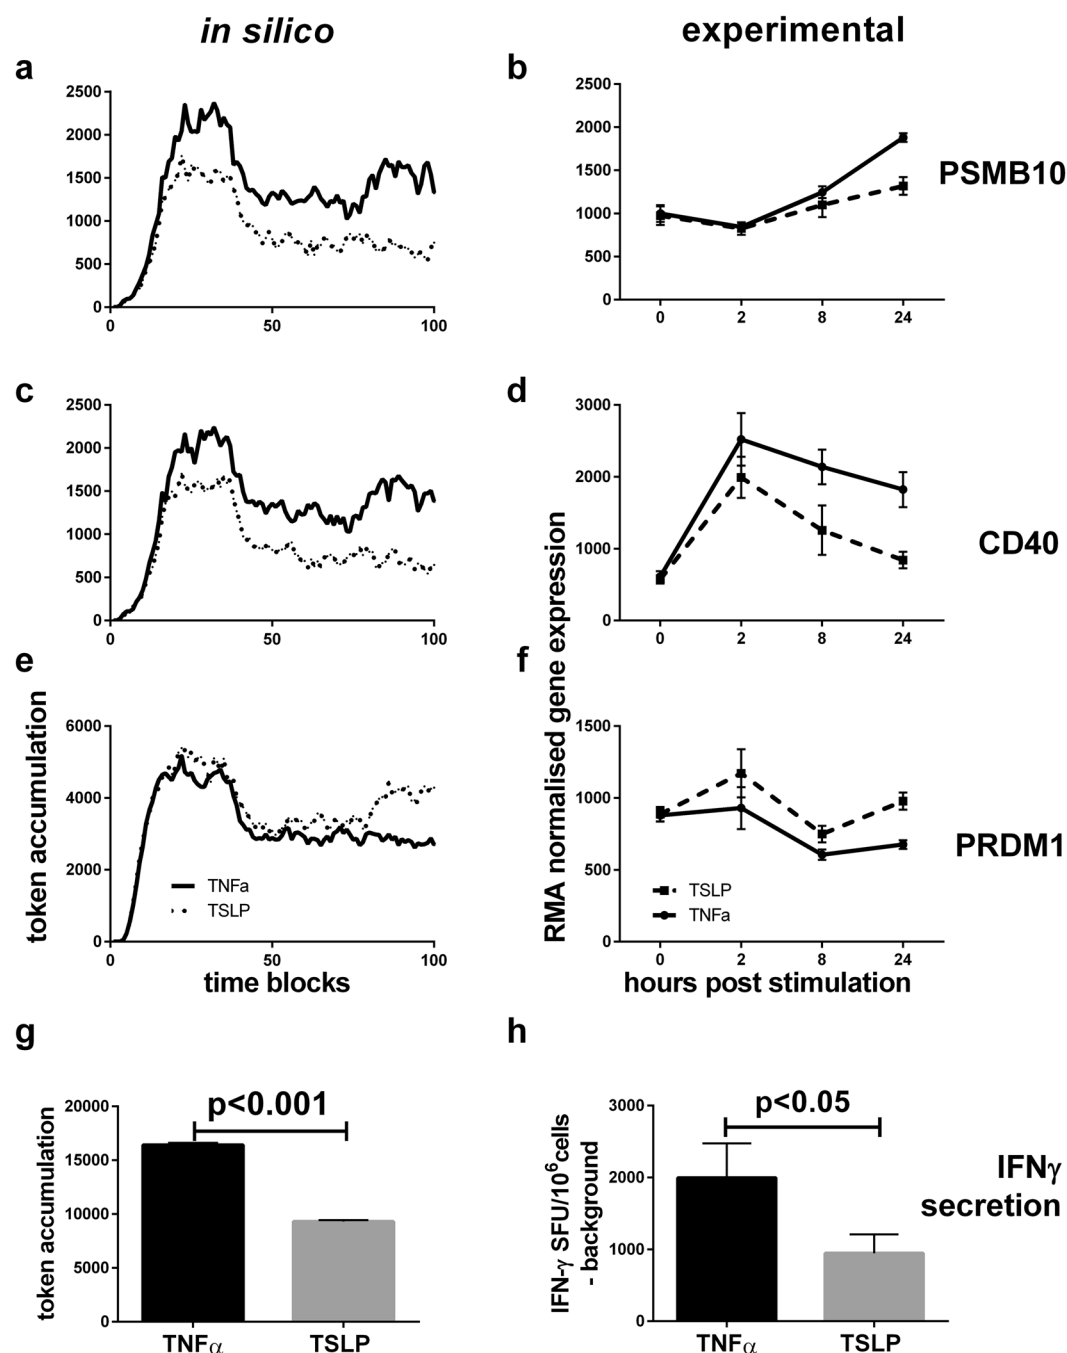 in silico
experimental
a
b
2500
2000
1500
1000
500
0
0
50
100
2500
2000
1500
1000
500
0
0
2
8
24
PSMB10
c
d
2500
2000
1500
1000
500
0
0
50
100
3000
2000
1000
0
0
2
8
24
CD40
e
f
token accumulation
6000
4000
2000
0
TNFa
TSLP
0
50
100
time blocks
RMA normalised gene expression
1500
1000
500
0
TSLP
TNFa
0
2
8
24
hours post stimulation
PRDM1
g
h
token accumulation
20000
15000
10000
5000
0
p<0.001
TNFα
TSLP
IFN-γ SFU/10⁶cells
- background
3000
2000
1000
0
p<0.05
TNFα
TSLP
IFNγ
secretion